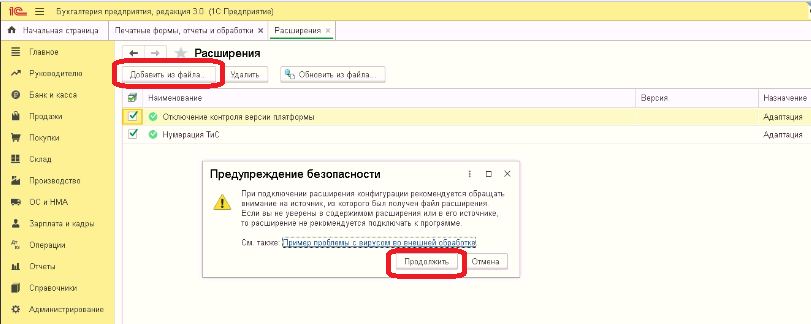 1С Бухгалтерия предприятия, редакция 3.0 (1С:Предприятие)
Начальная страница Печатные формы, отчеты и обработки × Расширения ×
Главное
Руководителю
Банк и касса
Продажи
Покупки
Склад
Производство
ОС и НМА
Зарплата и кадры
Операции
Отчеты
Справочники
Администрирование
Расширения
Добавить из файла... Удалить Обновить из файла...
Наименование Версия Назначение
Отключение контроля версии платформы Адаптация
Нумерация ТиС Адаптация
Предупреждение безопасности
При подключении расширения конфигурации рекомендуется обращать
внимание на источник, из которого был получен файл расширения.
Если вы не уверены в содержимом расширения или в его источнике,
то расширение не рекомендуется подключать к программе.
См. также: Пример проблемы с вирусом во внешней обработке
Продолжить Отмена